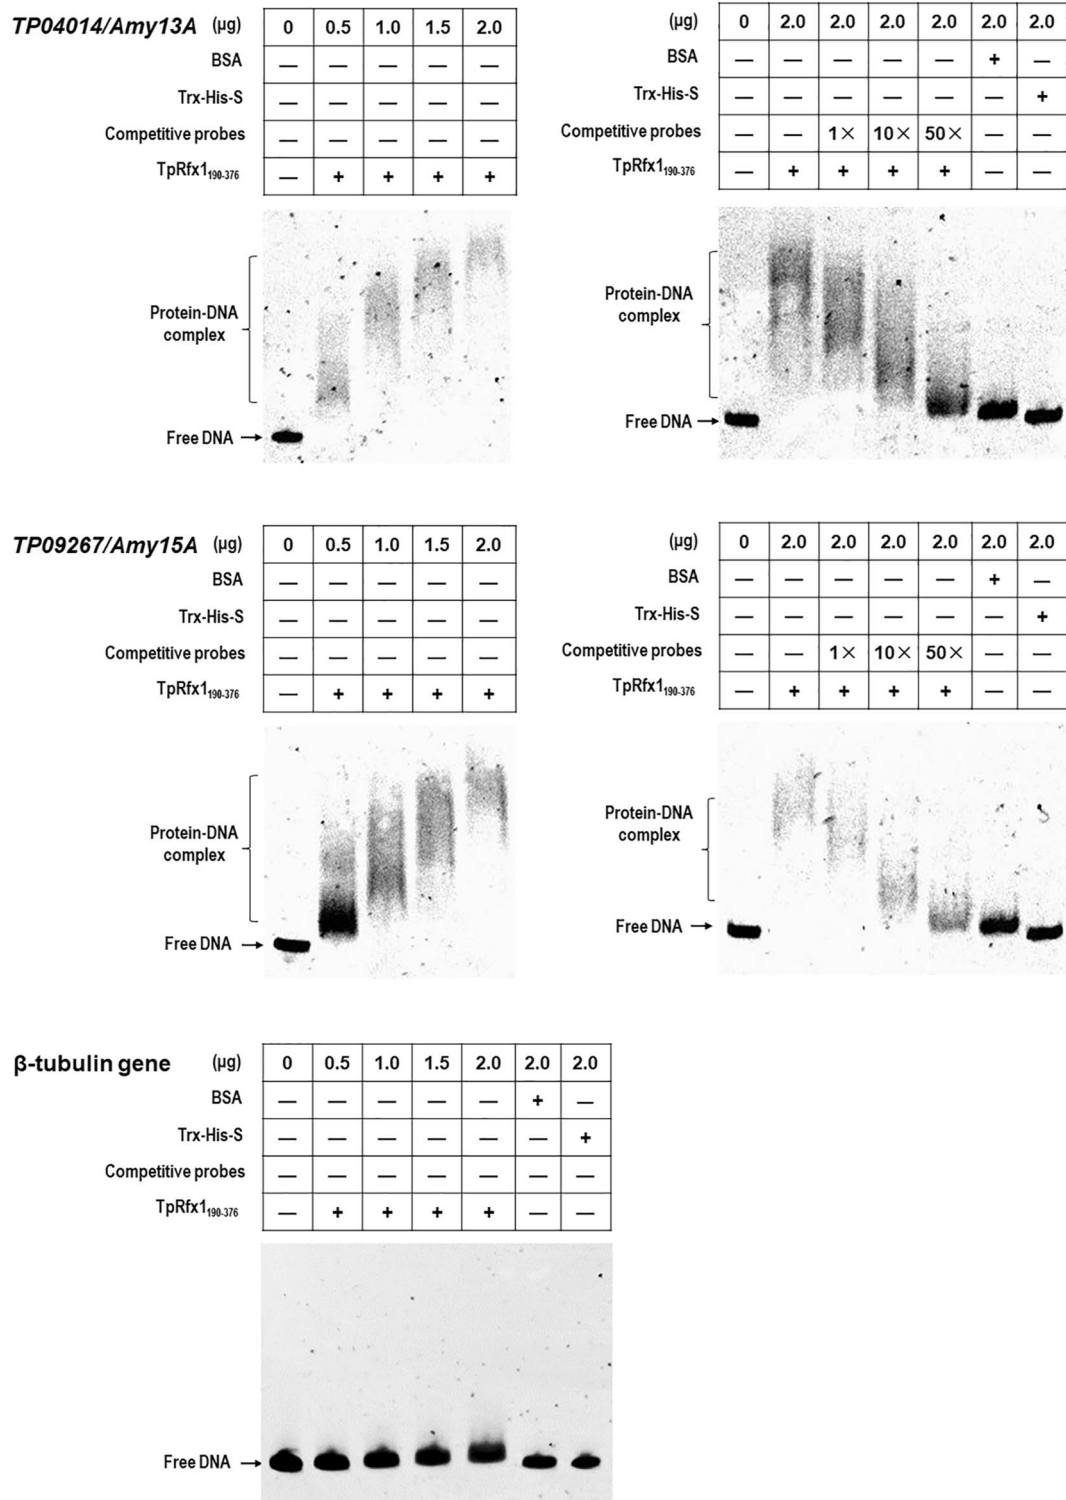 TP04014/Amy13A (μg) 0 0.5 1.0 1.5 2.0
BSA — — — — —
Trx-His-S — — — — —
Competitive probes — — — — —
TpRfx1190-376 — + + + +
Protein-DNA
complex
Free DNA
(μg) 0 2.0 2.0 2.0 2.0 2.0 2.0
BSA — — — — — + —
Trx-His-S — — — — — — +
Competitive probes — — 1× 10× 50× — —
TpRfx1190-376 — + + + + — —
Protein-DNA
complex
Free DNA
TP09267/Amy15A (μg) 0 0.5 1.0 1.5 2.0
BSA — — — — —
Trx-His-S — — — — —
Competitive probes — — — — —
TpRfx1190-376 — + + + +
Protein-DNA
complex
Free DNA
(μg) 0 2.0 2.0 2.0 2.0 2.0 2.0
BSA — — — — — + —
Trx-His-S — — — — — — +
Competitive probes — — 1× 10× 50× — —
TpRfx1190-376 — + + + + — —
Protein-DNA
complex
Free DNA
β-tubulin gene (μg) 0 0.5 1.0 1.5 2.0 2.0 2.0
BSA — — — — — + —
Trx-His-S — — — — — — +
Competitive probes — — — — — — —
TpRfx1190-376 — + + + + — —
Free DNA